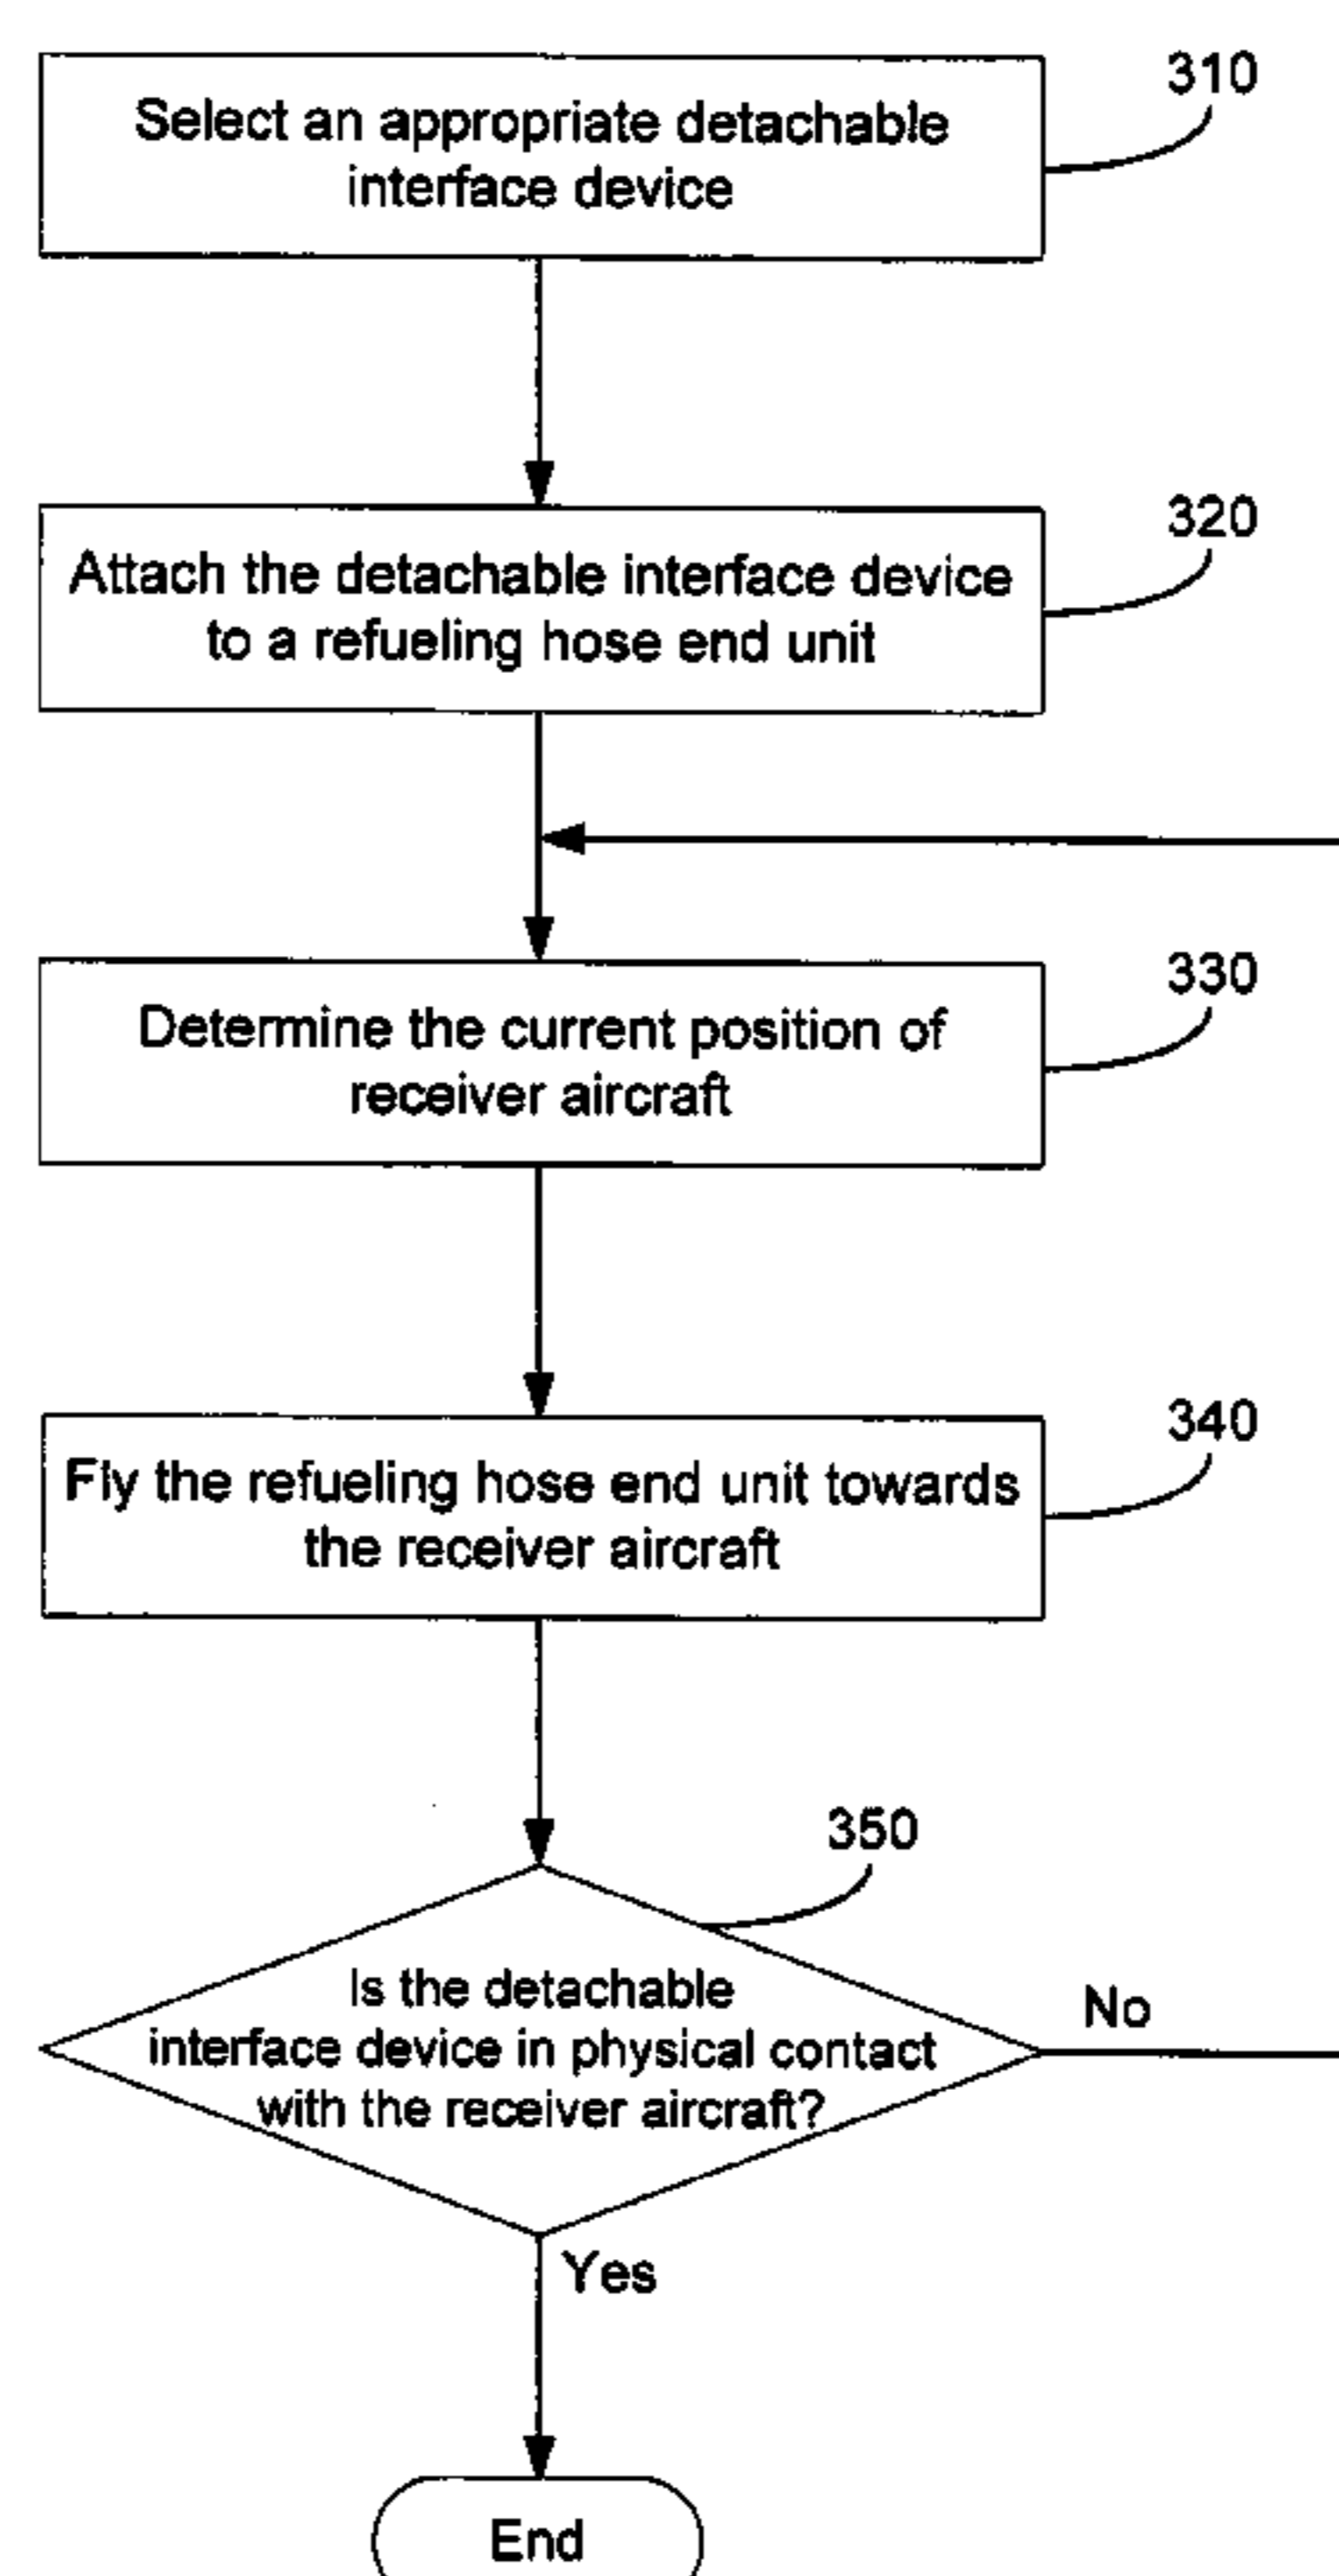 310
Select an appropriate detachable
interface device
320
Attach the detachable interface device
to a refueling hose end unit
330
Determine the current position of
receiver aircraft
340
Fly the refueling hose end unit towards
the receiver aircraft
350
Is the detachable
interface device in physical contact
with the receiver aircraft?
No
Yes
End